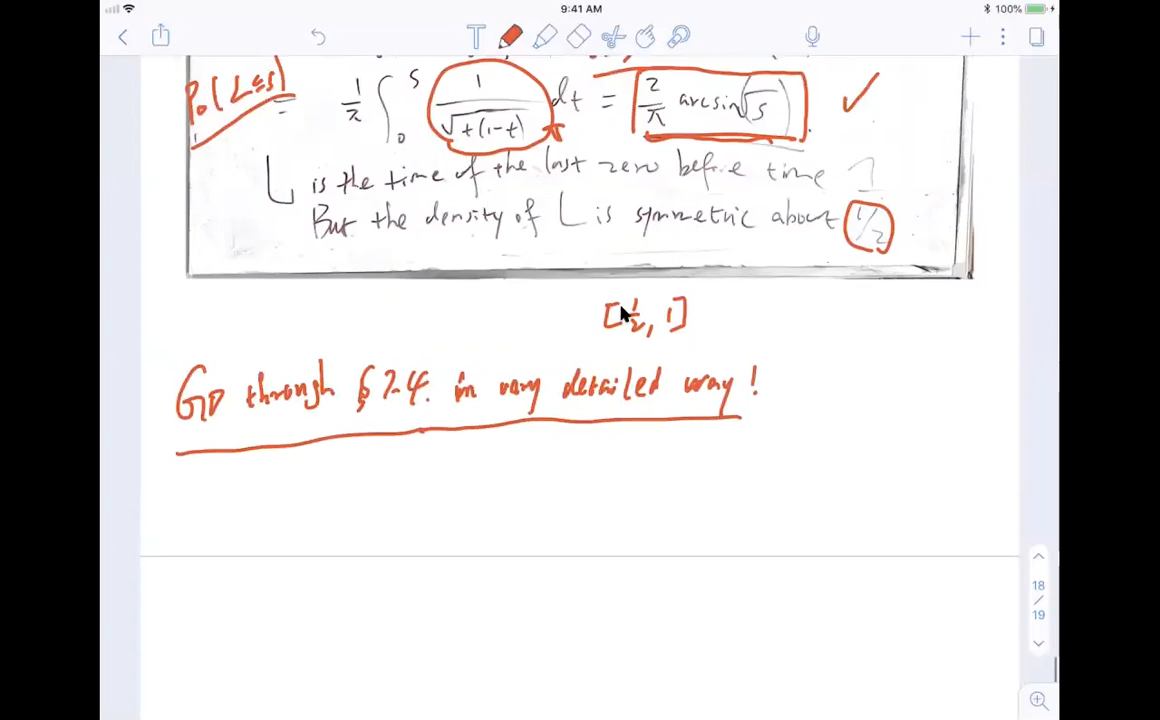 9:41 AM
100%
P₀(L≤s) = 1/π ∫₀ˢ 1/√t(1-t) dt = 2/π arcsin(√s). ✓
L is the time of the last zero before time 1
But the density of L is symmetric about 1/2
[1/2, 1]
Go through § 7.4. in very detailed way!
18
/
19